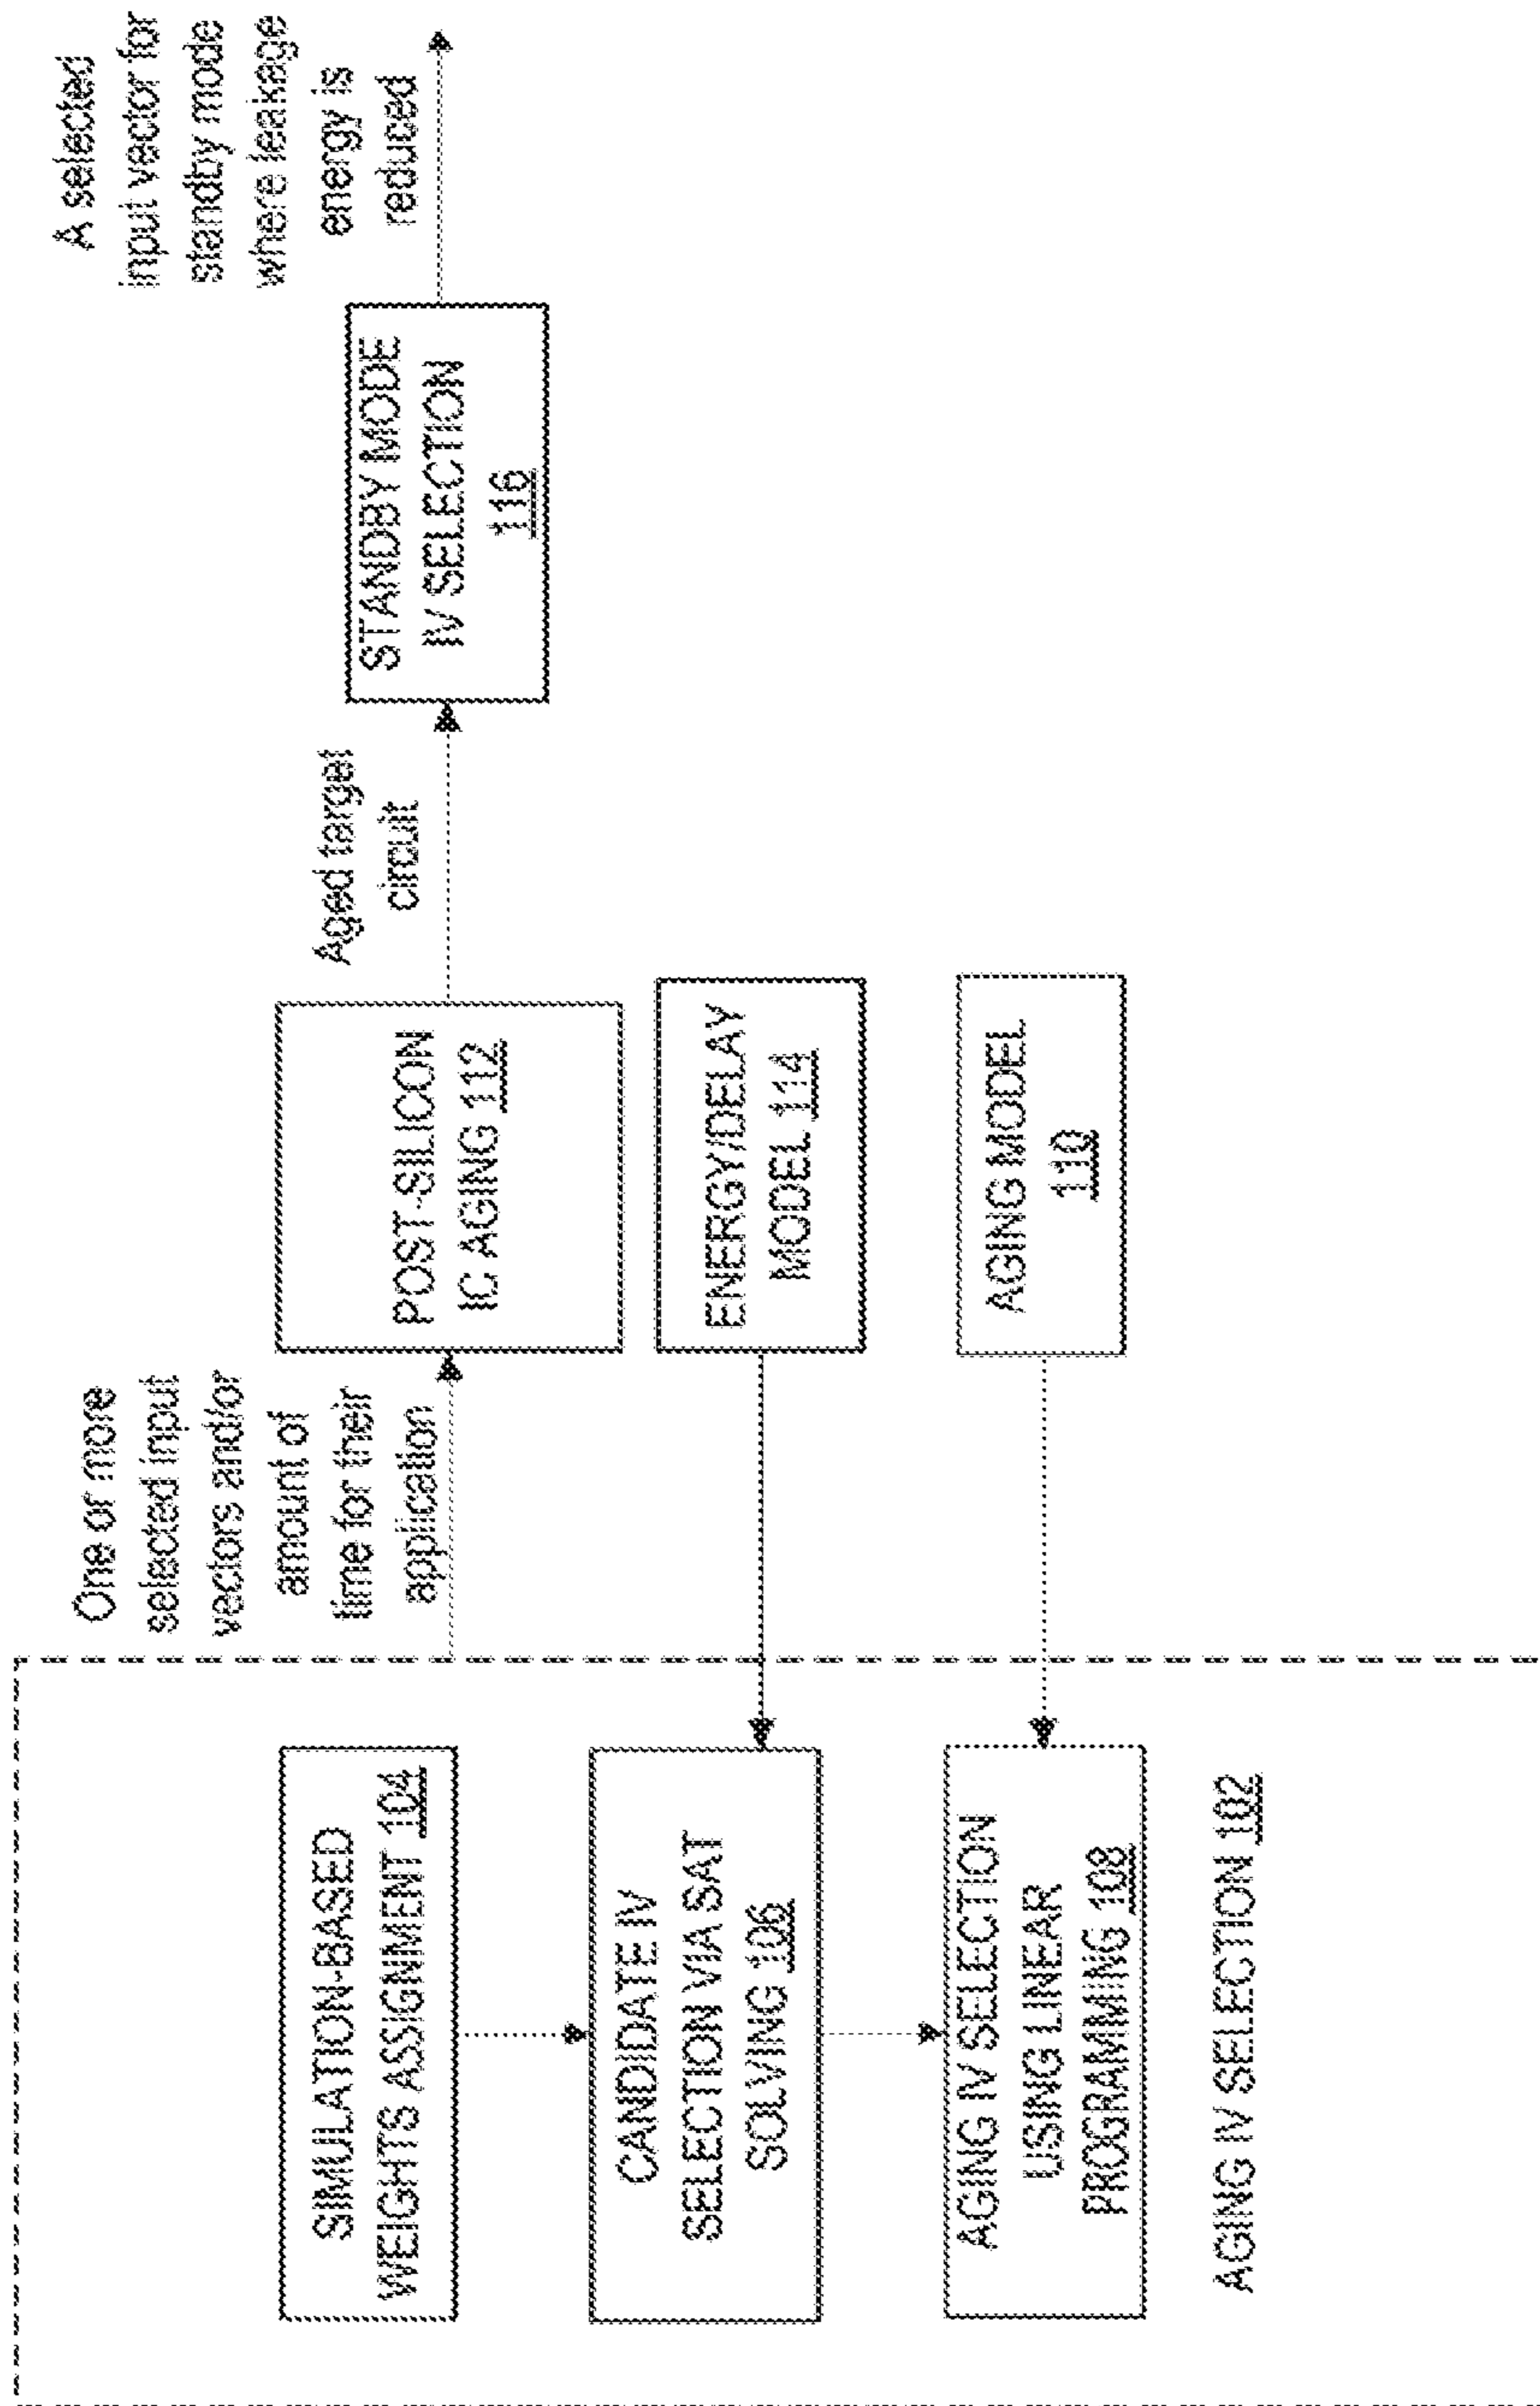 SIMULATION-BASED
WEIGHTS ASSIGNMENT 104
CANDIDATE IV
SELECTION VIA SAT
SOLVING 106
AGING IV SELECTION
USING LINEAR
PROGRAMMING 108
AGING IV SELECTION 102
One or more
selected input
vectors and/or
amount of
time for their
application
POST-SILICON
IC AGING 112
ENERGY/DELAY
MODEL 114
AGING MODEL
110
Aged target
circuit
STANDBY MODE
IV SELECTION
116
A selected
input vector for
standby mode
where leakage
energy is
reduced